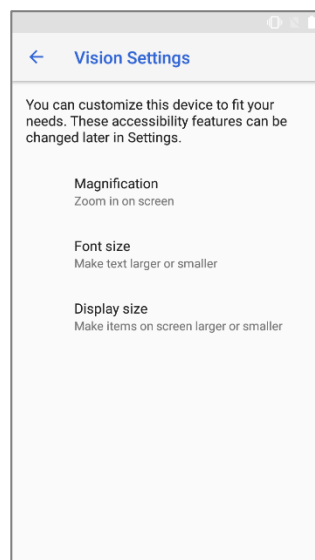 Vision Settings
You can customize this device to fit your
needs. These accessibility features can be
changed later in Settings.
Magnification
Zoom in on screen
Font size
Make text larger or smaller
Display size
Make items on screen larger or smaller